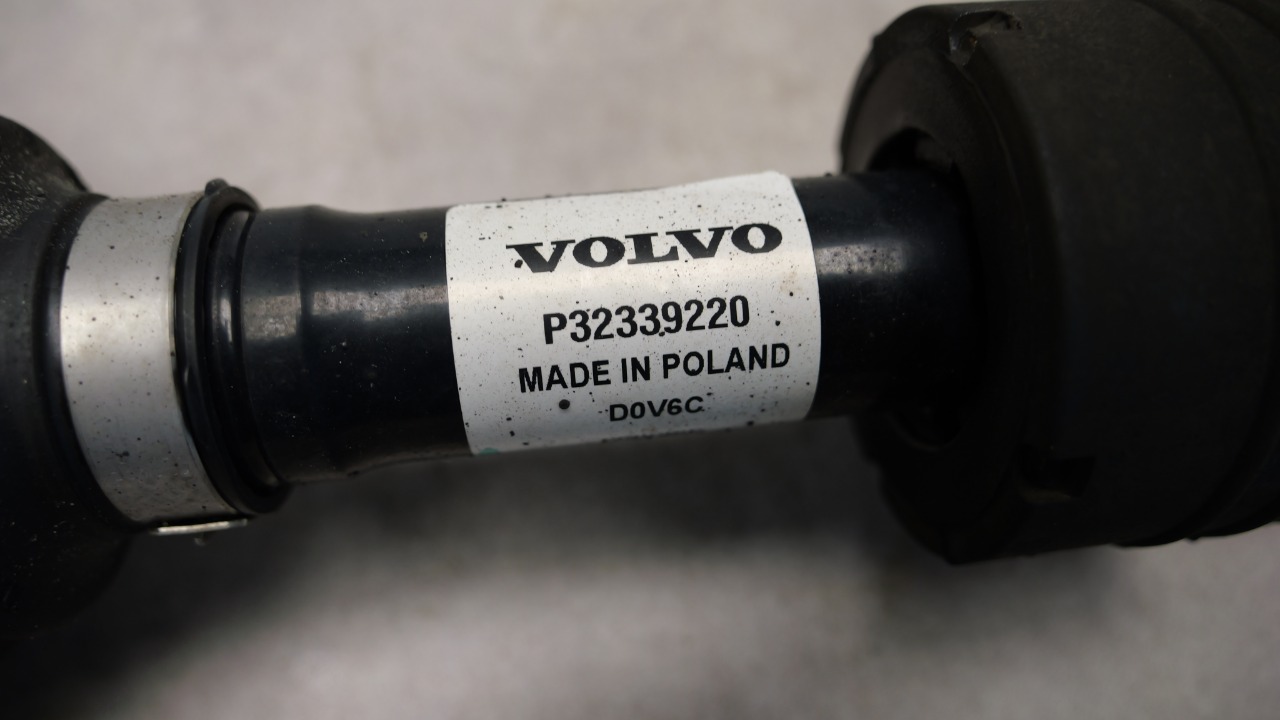 VOLVO
P32339220
MADE IN POLAND
D0V6C